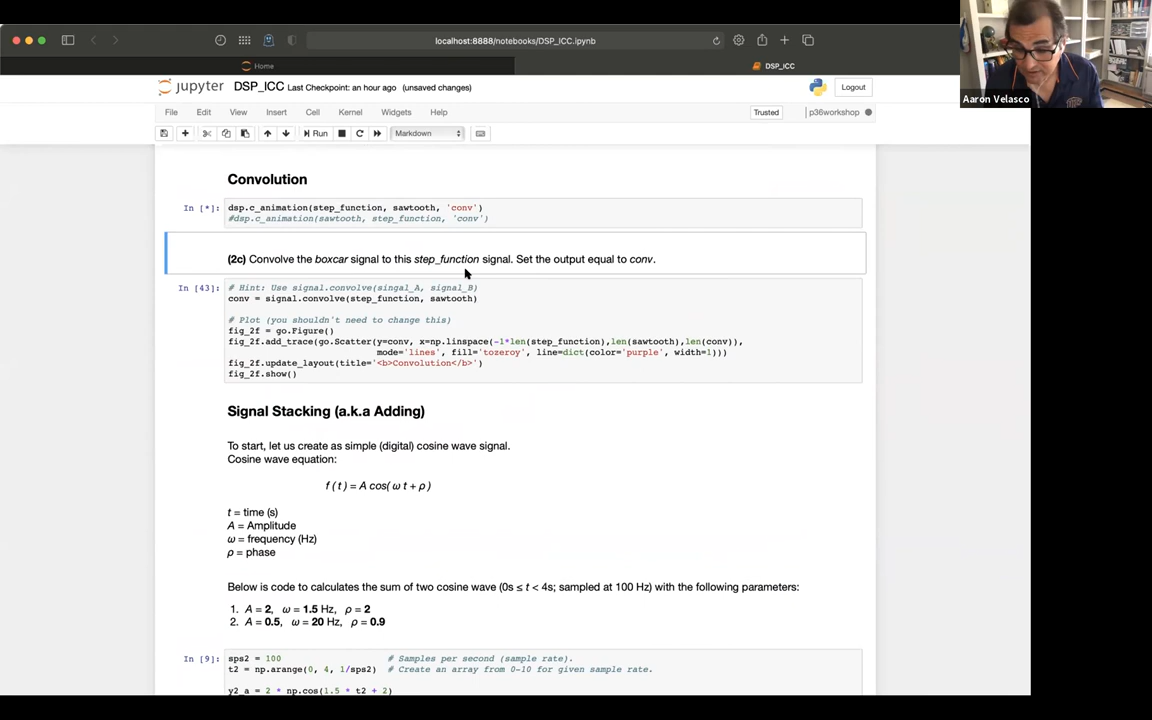 localhost:8888/notebooks/DSP_ICC.ipynb
Home
DSP_ICC
Aaron Velasco
jupyter DSP_ICC Last Checkpoint: an hour ago (unsaved changes)
Logout
File Edit View Insert Cell Kernel Widgets Help
Trusted
p36workshop
Run
Markdown
Convolution
In [*]: dsp.c_animation(step_function, sawtooth, 'conv')
#dsp.c_animation(sawtooth, step_function, 'conv')
(2c) Convolve the boxcar signal to this step_function signal. Set the output equal to conv.
In [43]: # Hint: Use signal.convolve(singal_A, signal_B)
conv = signal.convolve(step_function, sawtooth)
# Plot (you shouldn't need to change this)
fig_2f = go.Figure()
fig_2f.add_trace(go.Scatter(y=conv, x=np.linspace(-1*len(step_function),len(sawtooth),len(conv)),
mode='lines', fill='tozeroy', line=dict(color='purple', width=1)))
fig_2f.update_layout(title='<b>Convolution</b>')
fig_2f.show()
Signal Stacking (a.k.a Adding)
To start, let us create as simple (digital) cosine wave signal.
Cosine wave equation:
f ( t ) = A cos( ω t + ρ )
t = time (s)
A = Amplitude
ω = frequency (Hz)
ρ = phase
Below is code to calculates the sum of two cosine wave (0s ≤ t < 4s; sampled at 100 Hz) with the following parameters:
1. A = 2, ω = 1.5 Hz, ρ = 2
2. A = 0.5, ω = 20 Hz, ρ = 0.9
In [9]: sps2 = 100 # Samples per second (sample rate).
t2 = np.arange(0, 4, 1/sps2) # Create an array from 0-10 for given sample rate.
y2_a = 2 * np.cos(1.5 * t2 + 2)